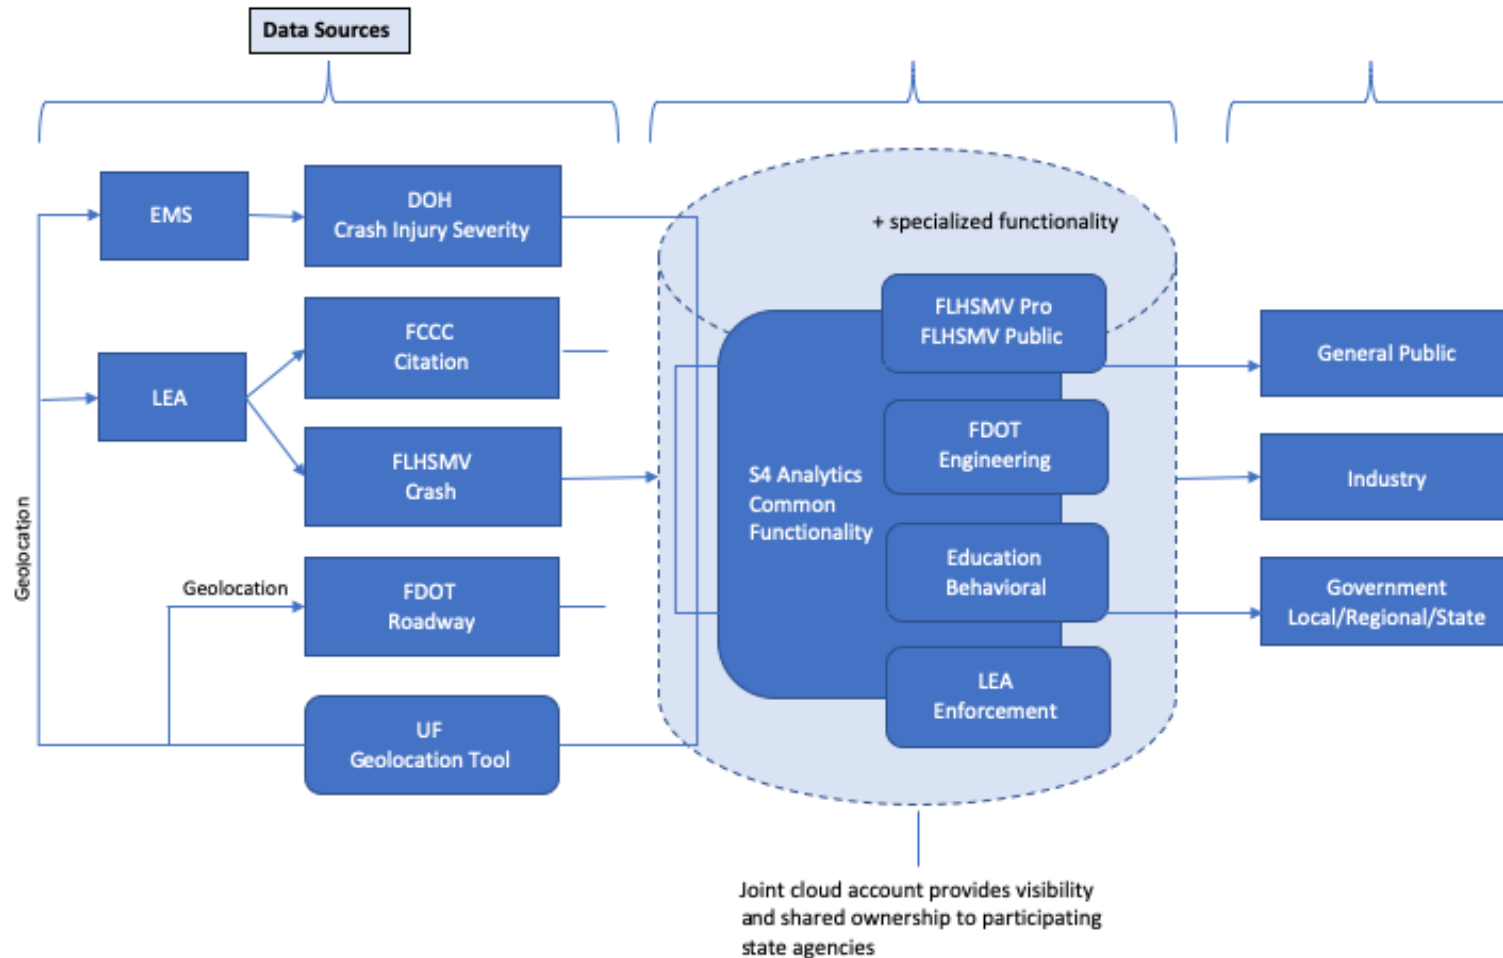 Data Sources
EMS
DOH
Crash Injury Severity
LEA
FCCC
Citation
FLHSMV
Crash
Geolocation
Geolocation
FDOT
Roadway
UF
Geolocation Tool
+ specialized functionality
FLHSMV Pro
FLHSMV Public
FDOT
Engineering
S4 Analytics
Common
Functionality
Education
Behavioral
LEA
Enforcement
General Public
Industry
Government
Local/Regional/State
Joint cloud account provides visibility
and shared ownership to participating
state agencies